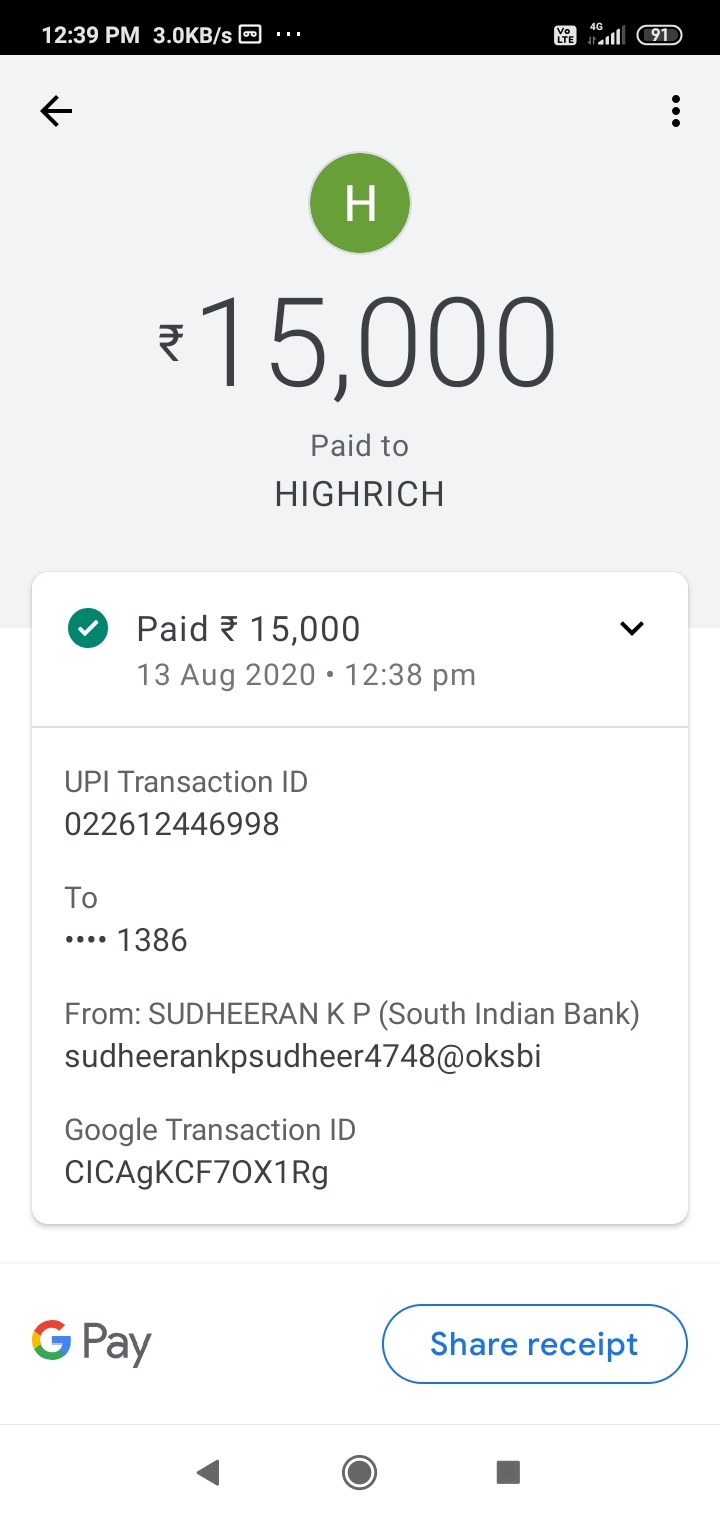 12:39 PM 3.0KB/s ... Vo LTE 4G 91
H
₹15,000
Paid to
HIGHRICH
Paid ₹ 15,000
13 Aug 2020 • 12:38 pm
UPI Transaction ID
022612446998
To
•••• 1386
From: SUDHEERAN K P (South Indian Bank)
sudheerankpsudheer4748@oksbi
Google Transaction ID
CICAgKCF7OX1Rg
G Pay
Share receipt